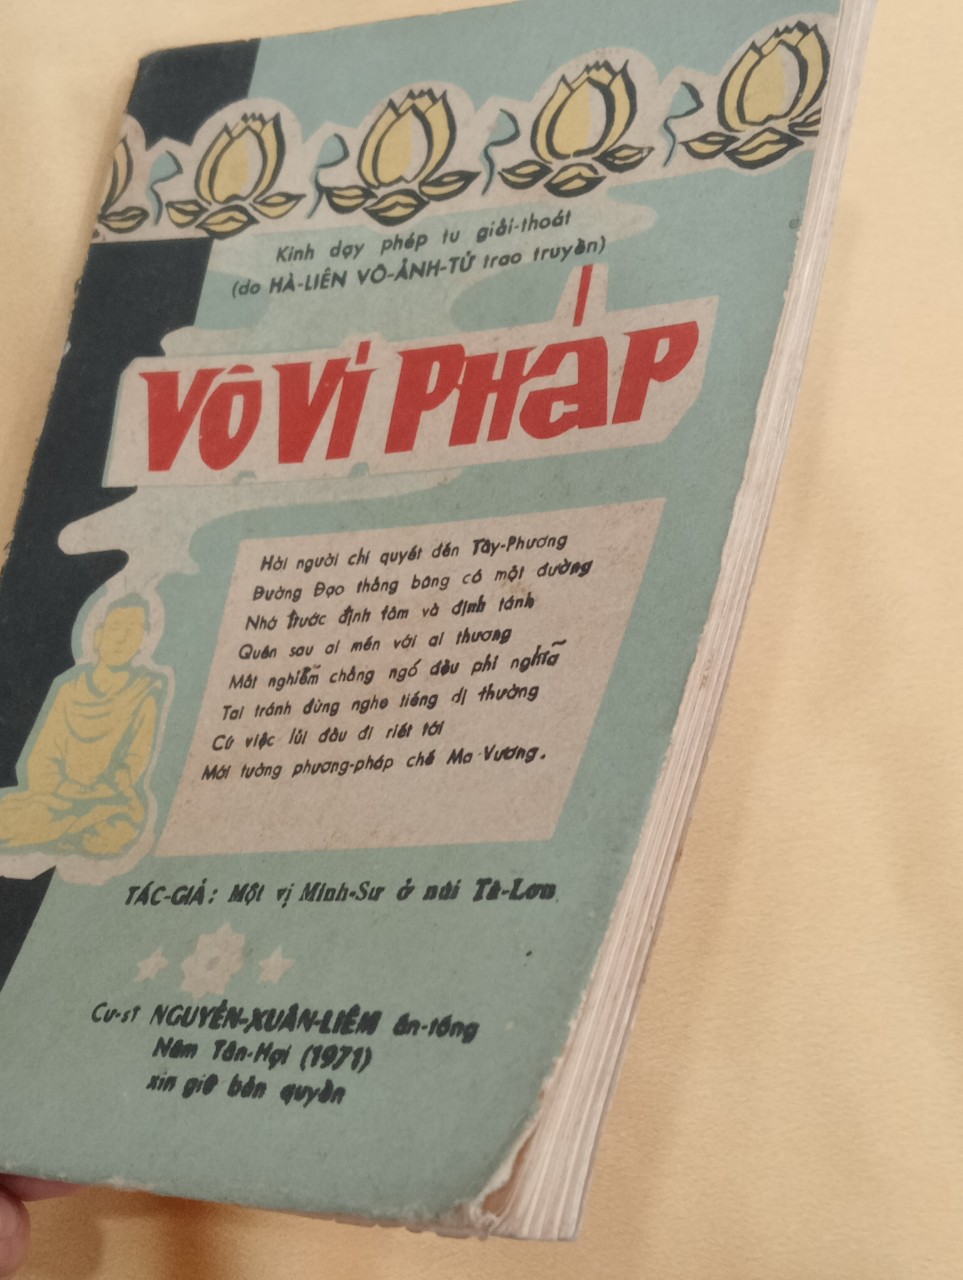 Kinh dạy phép tu giải-thoát
(do HÀ-LIÊN VÔ-ẢNH-TỬ trao truyền)
VÔ VI PHÁP
Hỡi người chí quyết đến Tây-Phương
Đường Đạo thẳng bâng có một đường
Nhớ trước định tâm và định tánh
Quên sau ai mến với ai thương
Mắt nghiễm chẳng ngó đều phi nghĩa
Tai tránh đừng nghe tiếng dị thường
Cứ việc lủi đầu đi riết tới
Mới tường phương-pháp chế Ma Vương.
TÁC-GIẢ: Một vị Minh-Sư ở núi Tà-Lơn.
Cư-sĩ NGUYỄN-XUÂN-LIÊM ấn-tống
Năm Tân-Hợi (1971)
xin giữ bản quyền